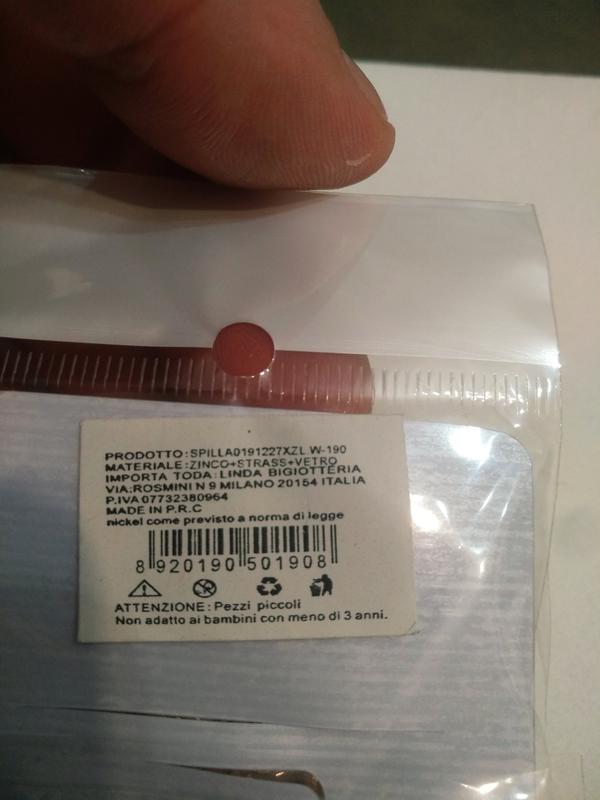 PRODOTTO:SPILLA0191227XZL W-190
MATERIALE:ZINCO+STRASS+VETRO
IMPORTA TODA:LINDA BIGIOTTERIA
VIA:ROSMINI N 9 MILANO 20154 ITALIA
P.IVA 07732380964
MADE IN P.R.C
nickel come previsto a norma di legge
8 920190 501908
ATTENZIONE:Pezzi piccoli
Non adatto ai bambini con meno di 3 anni.